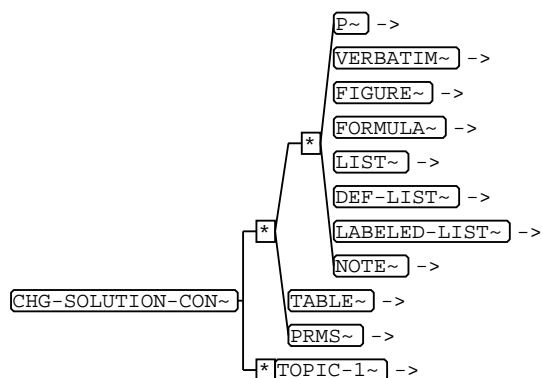 P~ ->
VERBATIM~ ->
FIGURE~ ->
FORMULA~ ->
*
LIST~ ->
DEF-LIST~ ->
* LABELED-LIST~ ->
NOTE~ ->
CHG-SOLUTION-CON~ TABLE~ ->
PRMS~ ->
* TOPIC-1~ ->